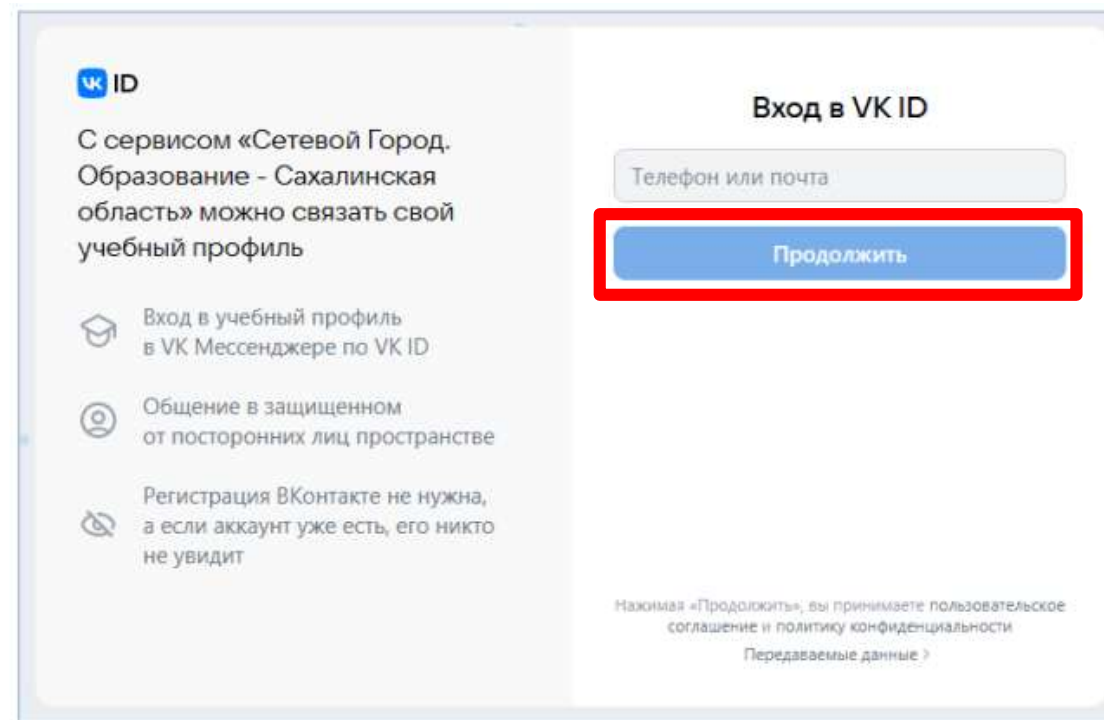 VK ID
С сервисом «Сетевой Город.
Образование - Сахалинская
область» можно связать свой
учебный профиль
Вход в учебный профиль
в VK Мессенджере по VK ID
Общение в защищенном
от посторонних лиц пространстве
Регистрация ВКонтакте не нужна,
а если аккаунт уже есть, его никто
не увидит
Вход в VK ID
Телефон или почта
Продолжить
Нажимая «Продолжить», вы принимаете пользовательское
соглашение и политику конфиденциальности
Передаваемые данные >